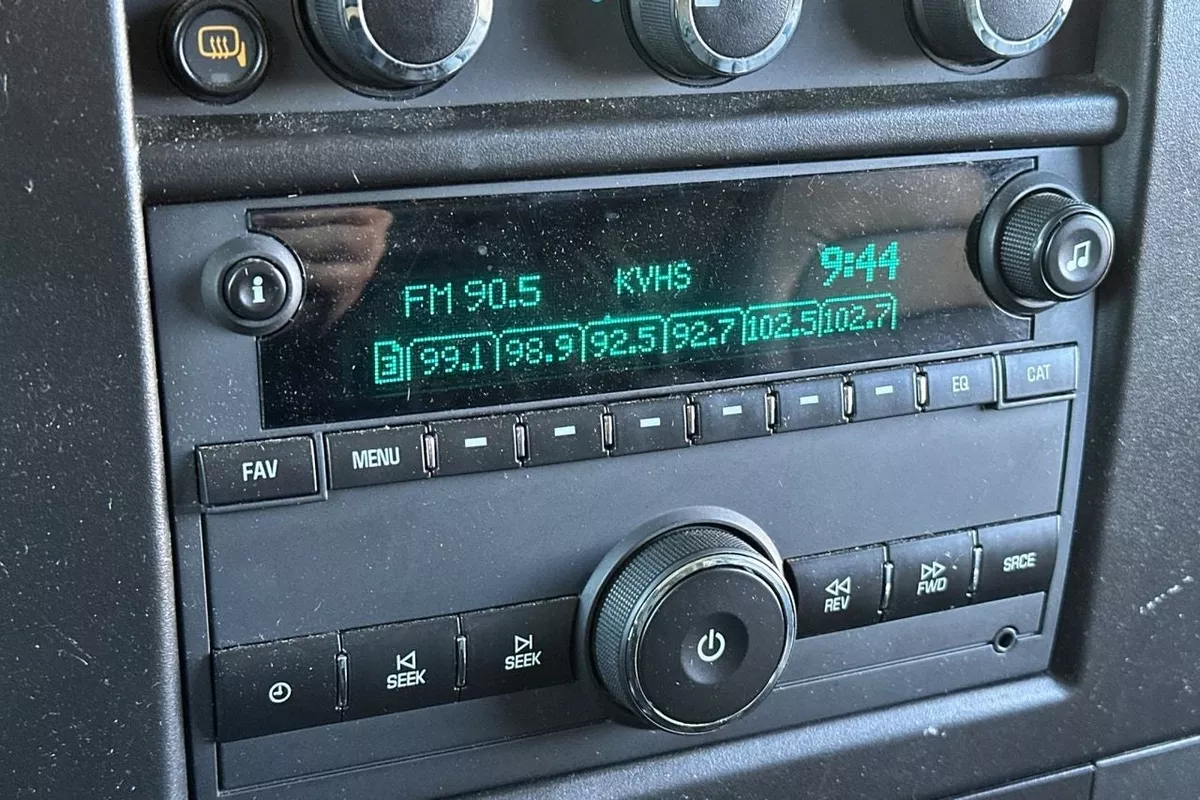 FM 90.5 KVHS 9:44
3 99.1 98.9 92.5 92.7 102.5 102.7
FAV MENU EQ CAT
SEEK SEEK REV FWD SRCE